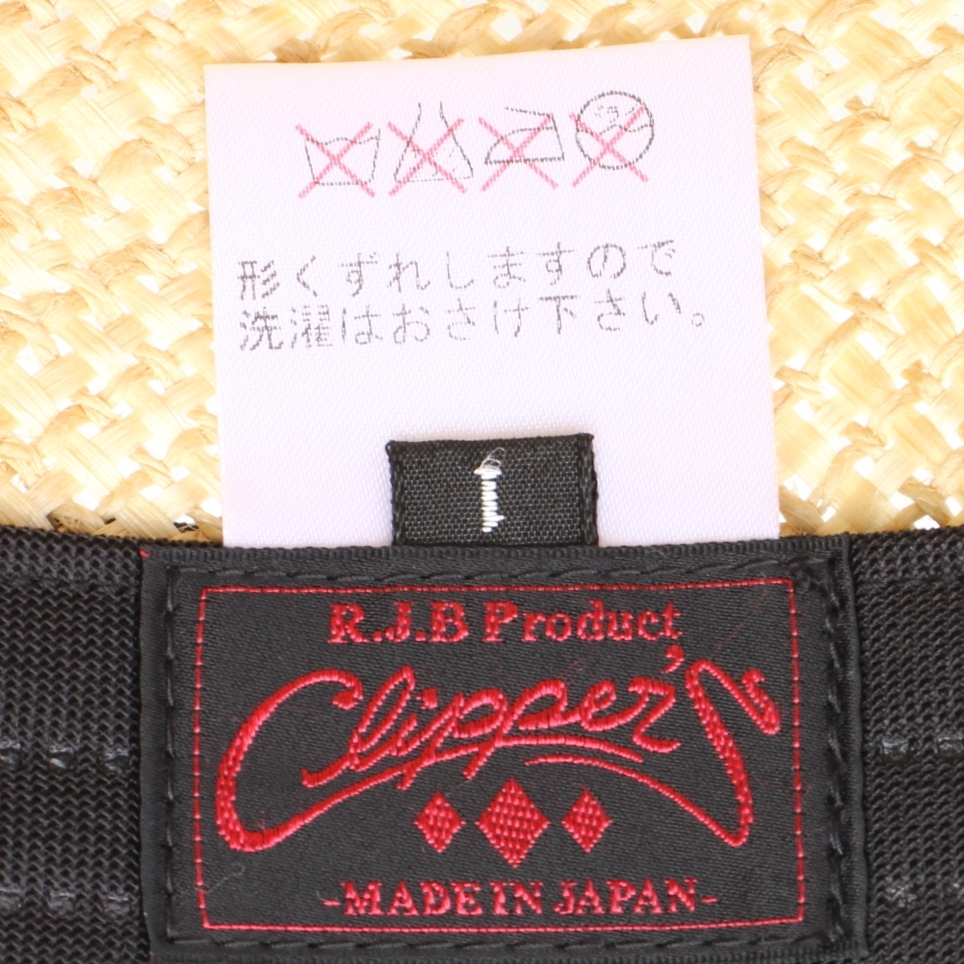 形くずれしますので
洗濯はおさけ下さい。
1
R.J.B Product
Clipper's
-MADE IN JAPAN-